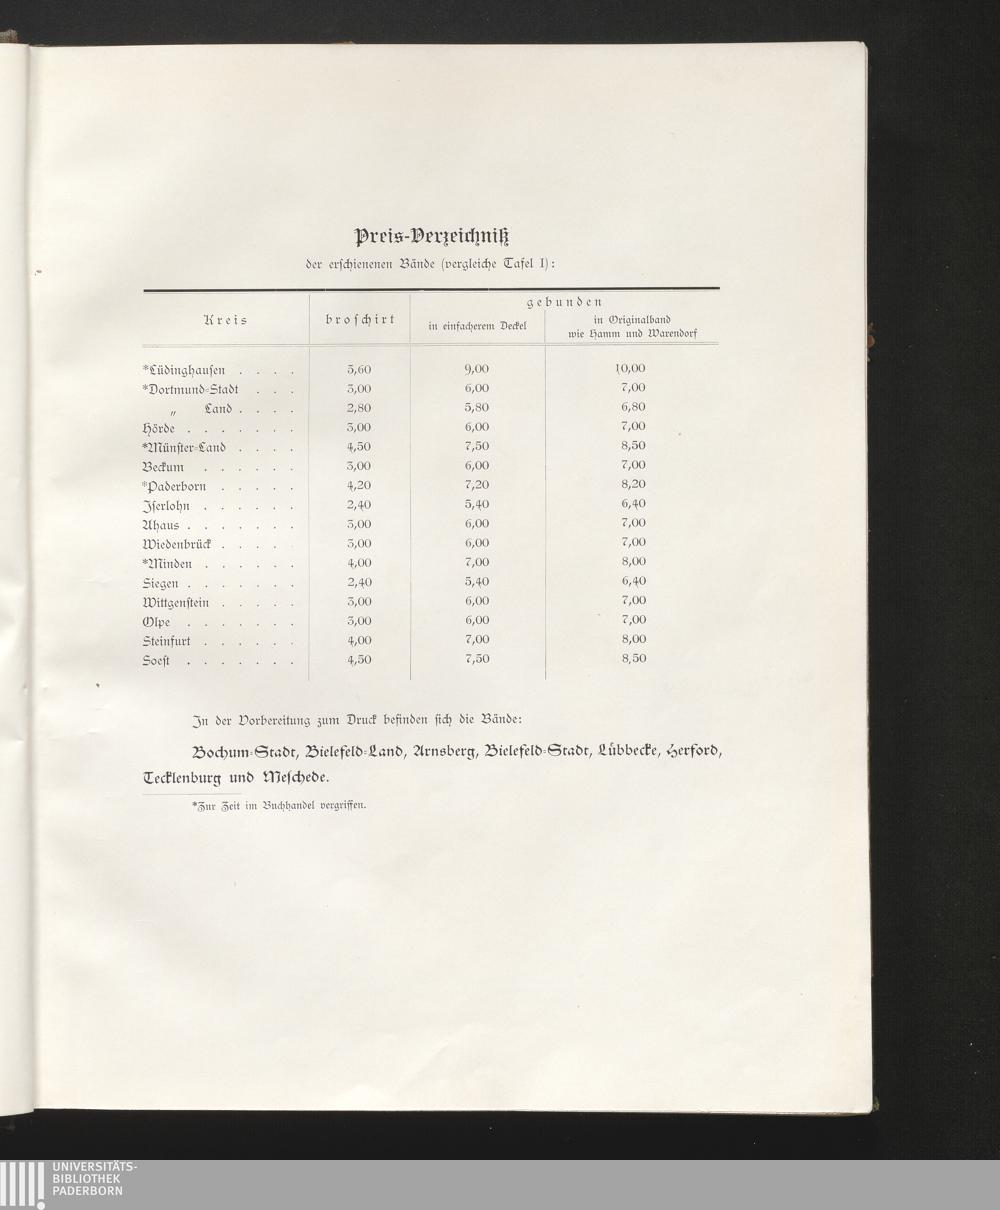 Preis-Verzeichniß
der erſchienenen Bände (vergleiche Tafel I):
Kreis broſchirt gebunden
in einfacherem Deckel in Originalband
wie Hamm und Warendorf
*Lüdinghauſen . . . . 5,60 9,00 10,00
*Dortmund-Stadt . . . 3,00 6,00 7,00
„ Land . . . . 2,80 5,80 6,80
Hörde . . . . . . . 3,00 6,00 7,00
*Münſter-Land . . . . 4,50 7,50 8,50
Beckum . . . . . . 3,00 6,00 7,00
*Paderborn . . . . . 4,20 7,20 8,20
Iſerlohn . . . . . . 2,40 5,40 6,40
Ahaus . . . . . . . 3,00 6,00 7,00
Wiedenbrück . . . . . 3,00 6,00 7,00
*Minden . . . . . . 4,00 7,00 8,00
Siegen . . . . . . . 2,40 5,40 6,40
Wittgenſtein . . . . . 3,00 6,00 7,00
Olpe . . . . . . . 3,00 6,00 7,00
Steinfurt . . . . . . 4,00 7,00 8,00
Soeſt . . . . . . . 4,50 7,50 8,50
In der Vorbereitung zum Druck befinden ſich die Bände:
Bochum-Stadt, Bielefeld-Land, Arnsberg, Bielefeld-Stadt, Lübbecke, Herford,
Tecklenburg und Meſchede.
*Zur Zeit im Buchhandel vergriffen.
UNIVERSITÄTS-
BIBLIOTHEK
PADERBORN